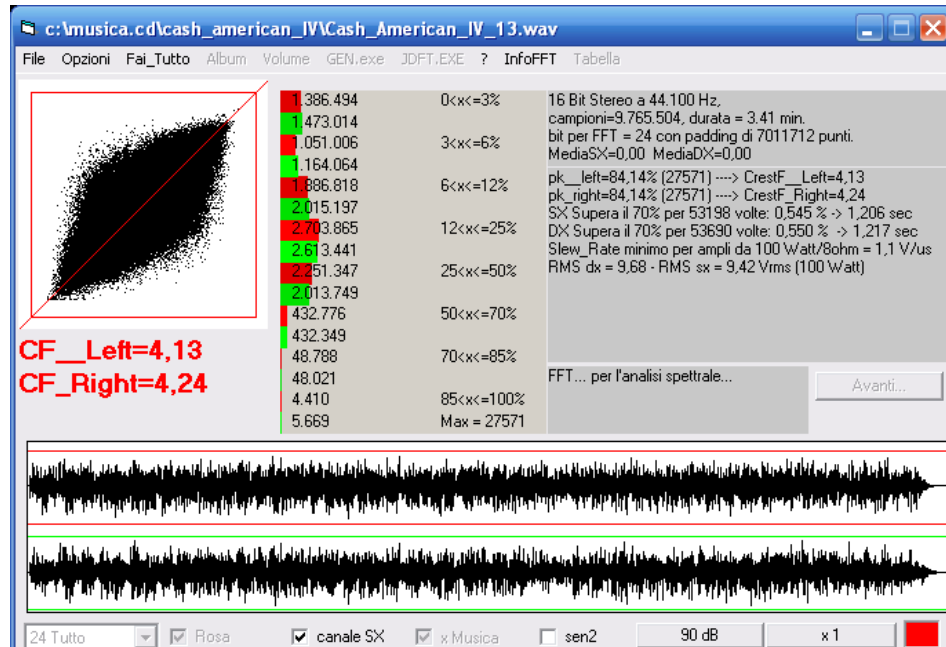 c:\musica.cd\cash_american_IV\Cash_American_IV_13.wav
File Opzioni Fai_Tutto Album Volume GEN.exe JDFT.EXE ? InfoFFT Tabella
1.386.494 0<x<=3%
1.473.014
1.051.006 3<x<=6%
1.164.064
1.886.818 6<x<=12%
2.015.197
2.703.865 12<x<=25%
2.613.441
2.251.347 25<x<=50%
2.013.749
432.776 50<x<=70%
432.349
48.788 70<x<=85%
48.021
4.410 85<x<=100%
5.669 Max = 27571
16 Bit Stereo a 44.100 Hz,
campioni=9.765.504, durata = 3.41 min.
bit per FFT = 24 con padding di 7011712 punti.
MediaSX=0,00 MediaDX=0,00
pk__left=84,14% (27571) ----> CrestF__Left=4,13
pk_right=84,14% (27571) ----> CrestF_Right=4,24
SX Supera il 70% per 53198 volte: 0,545 % -> 1,206 sec
DX Supera il 70% per 53690 volte: 0,550 % -> 1,217 sec
Slew_Rate minimo per ampli da 100 Watt/8ohm = 1,1 V/us
RMS dx = 9,68 - RMS sx = 9,42 Vrms (100 Watt)
CF__Left=4,13
CF_Right=4,24
FFT... per l'analisi spettrale...
Avanti...
24 Tutto Rosa canale SX x Musica sen2 90 dB x 1